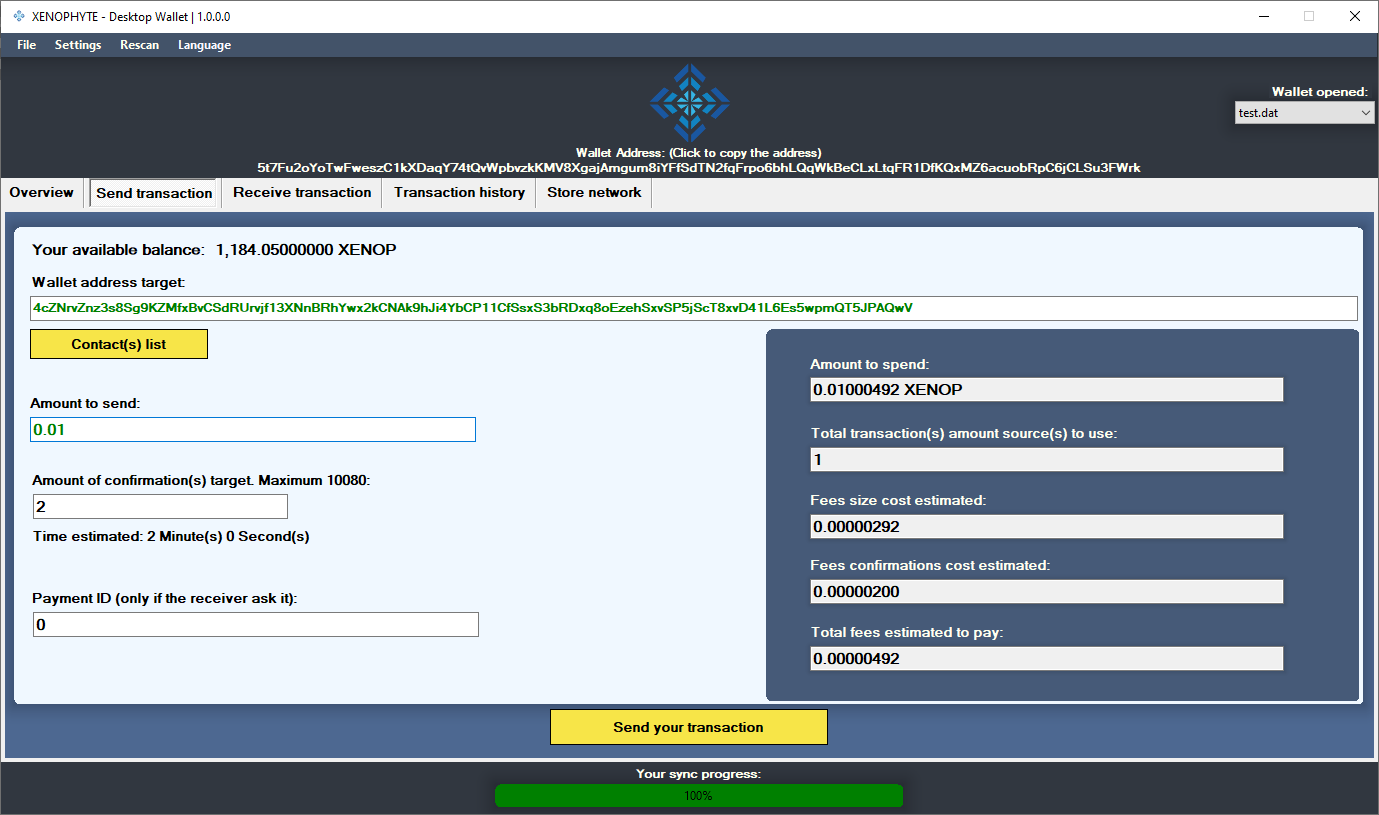 XENOPHYTE - Desktop Wallet | 1.0.0.0
File Settings Rescan Language
Wallet opened:
test.dat
Wallet Address: (Click to copy the address)
5t7Fu2oYoTwFweszC1kXDaqY74tQvWpbvzkKMV8XgajAmgum8iYFfSdTN2fqFrpo6bhLQqWkBeCLxLtqFR1DfKQxMZ6acuobRpC6jCLSu3FWrk
Overview Send transaction Receive transaction Transaction history Store network
Your available balance: 1,184.05000000 XENOP
Wallet address target:
4cZNrvZnz3s8Sg9KZMfxBvCSdRUrvjf13XNnBRhYwx2kCNAk9hJi4YbCP11CfSsxS3bRDxq8oEzehSxvSP5jScT8xvD41L6Es5wpmQT5JPAQwV
Contact(s) list
Amount to send:
0.01
Amount of confirmation(s) target. Maximum 10080:
2
Time estimated: 2 Minute(s) 0 Second(s)
Payment ID (only if the receiver ask it):
0
Amount to spend:
0.01000492 XENOP
Total transaction(s) amount source(s) to use:
1
Fees size cost estimated:
0.00000292
Fees confirmations cost estimated:
0.00000200
Total fees estimated to pay:
0.00000492
Send your transaction
Your sync progress:
100%